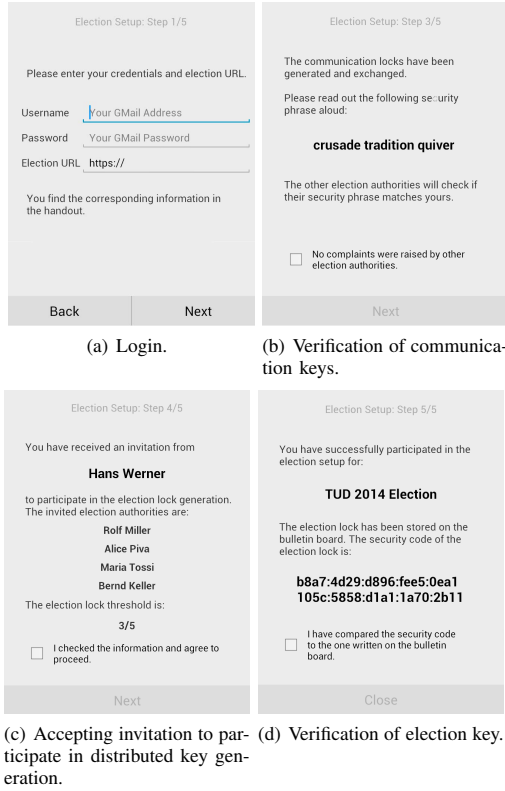 Election Setup: Step 1/5
Please enter your credentials and election URL.
Username Your GMail Address
Password Your GMail Password
Election URL https://
You find the corresponding information in
the handout.
Back Next
(a) Login.
Election Setup: Step 3/5
The communication locks have been
generated and exchanged.
Please read out the following security
phrase aloud:
crusade tradition quiver
The other election authorities will check if
their security phrase matches yours.
No complaints were raised by other
election authorities.
Next
(b) Verification of communica-
tion keys.
Election Setup: Step 4/5
You have received an invitation from
Hans Werner
to participate in the election lock generation.
The invited election authorities are:
Rolf Miller
Alice Piva
Maria Tossi
Bernd Keller
The election lock threshold is:
3/5
I checked the information and agree to
proceed.
Next
(c) Accepting invitation to par-
ticipate in distributed key gen-
eration.
Election Setup: Step 5/5
You have successfully participated in the
election setup for:
TUD 2014 Election
The election lock has been stored on the
bulletin board. The security code of the
election lock is:
b8a7:4d29:d896:fee5:0ea1
105c:5858:d1a1:1a70:2b11
I have compared the security code
to the one written on the bulletin
board.
Close
(d) Verification of election key.